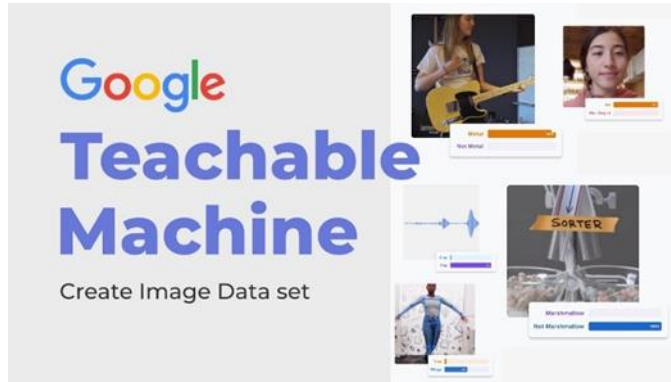 Google
Teachable
Machine
Create Image Data set
Metal
Not Metal
SORTER
Marshmallow
Not Marshmallow